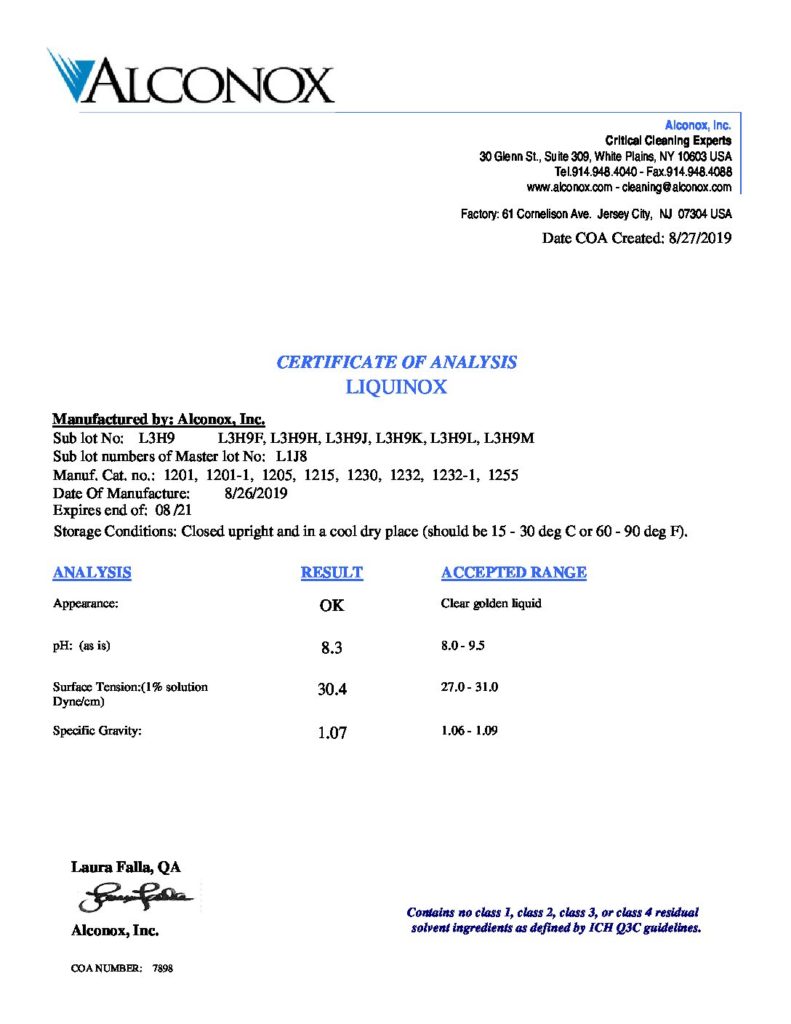 ALCONOX
Alconox, Inc.
Critical Cleaning Experts
30 Glenn St., Suite 309, White Plains, NY 10603 USA
Tel.914.948.4040 - Fax.914.948.4088
www.alconox.com - cleaning@alconox.com
Factory: 61 Cornelison Ave. Jersey City, NJ 07304 USA
Date COA Created: 8/27/2019
CERTIFICATE OF ANALYSIS
LIQUINOX
Manufactured by: Alconox, Inc.
Sub lot No: L3H9 L3H9F, L3H9H, L3H9J, L3H9K, L3H9L, L3H9M
Sub lot numbers of Master lot No: L1J8
Manuf. Cat. no.: 1201, 1201-1, 1205, 1215, 1230, 1232, 1232-1, 1255
Date Of Manufacture: 8/26/2019
Expires end of: 08 /21
Storage Conditions: Closed upright and in a cool dry place (should be 15 - 30 deg C or 60 - 90 deg F).
ANALYSIS RESULT ACCEPTED RANGE
Appearance: OK Clear golden liquid
pH: (as is) 8.3 8.0 - 9.5
Surface Tension:(1% solution 30.4 27.0 - 31.0
Dyne/cm)
Specific Gravity: 1.07 1.06 - 1.09
Laura Falla, QA
Laura Falla
Alconox, Inc.
Contains no class 1, class 2, class 3, or class 4 residual
solvent ingredients as defined by ICH Q3C guidelines.
COA NUMBER: 7898